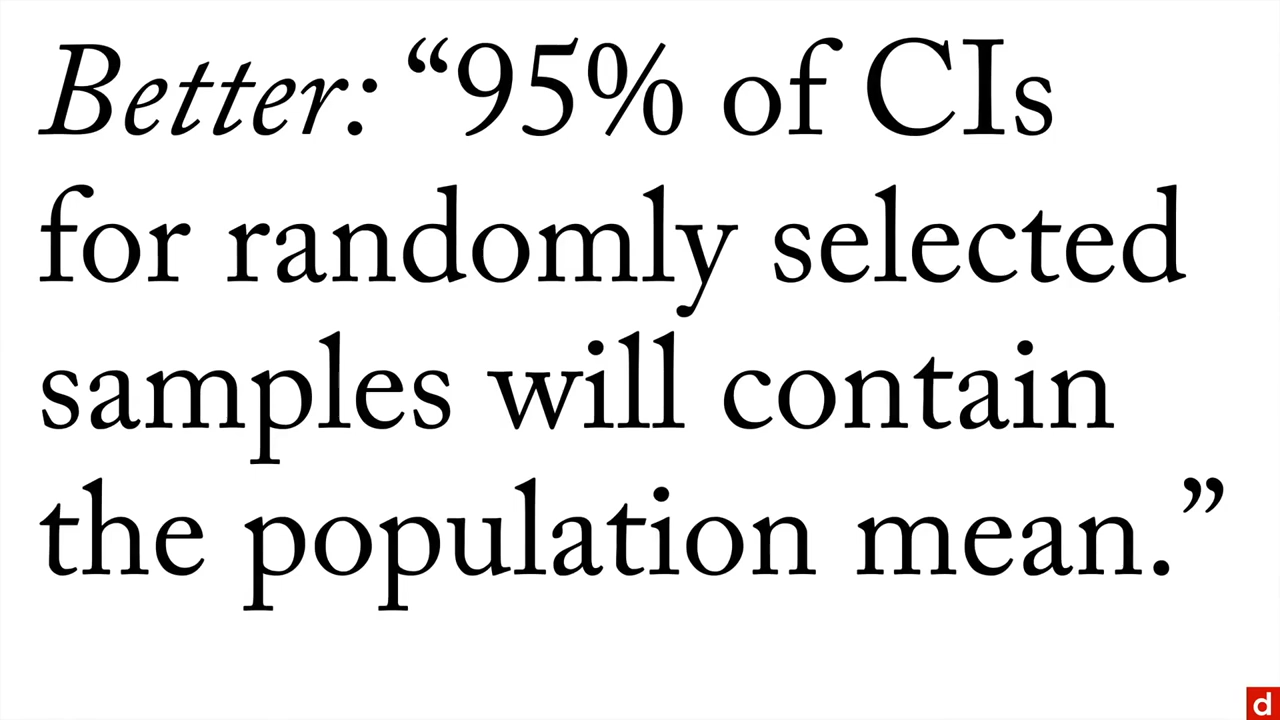 Better: “95% of CIs
for randomly selected
samples will contain
the population mean.”
d